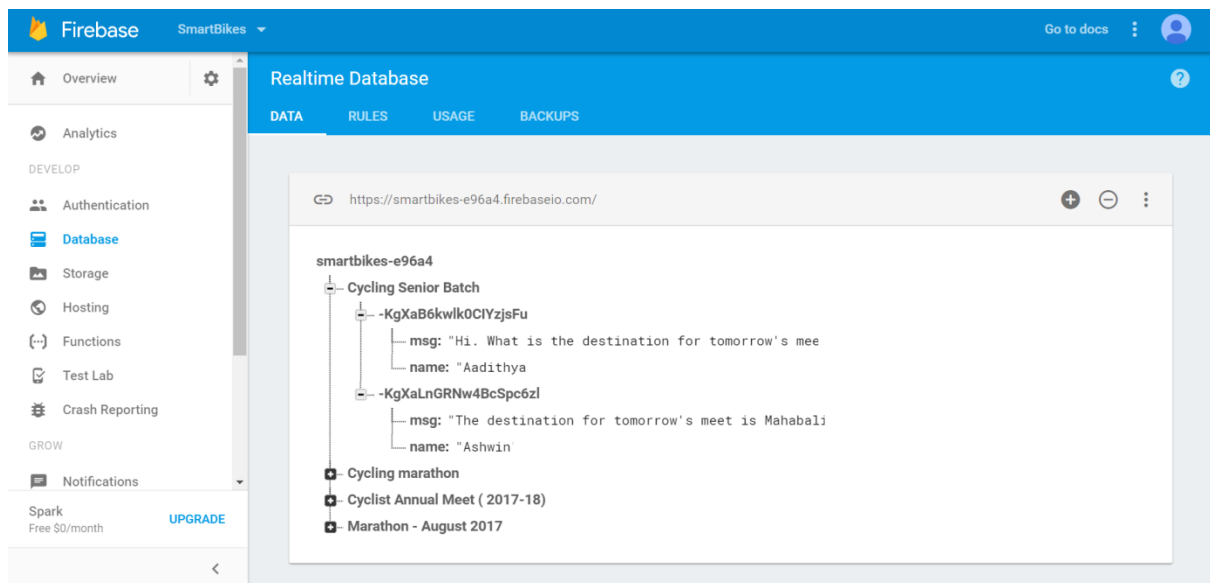 Firebase SmartBikes Go to docs
Overview
Realtime Database
DATA RULES USAGE BACKUPS
Analytics
DEVELOP
Authentication
Database
Storage
Hosting
Functions
Test Lab
Crash Reporting
GROW
Notifications
Spark
Free $0/month
UPGRADE
https://smartbikes-e96a4.firebaseio.com/
smartbikes-e96a4
Cycling Senior Batch
-KgXaB6kwlk0CIYzjsFu
msg: "Hi. What is the destination for tomorrow's mee
name: "Aadithya
-KgXaLnGRNw4BcSpc6zl
msg: "The destination for tomorrow's meet is Mahabali
name: "Ashwin
Cycling marathon
Cyclist Annual Meet ( 2017-18)
Marathon - August 2017